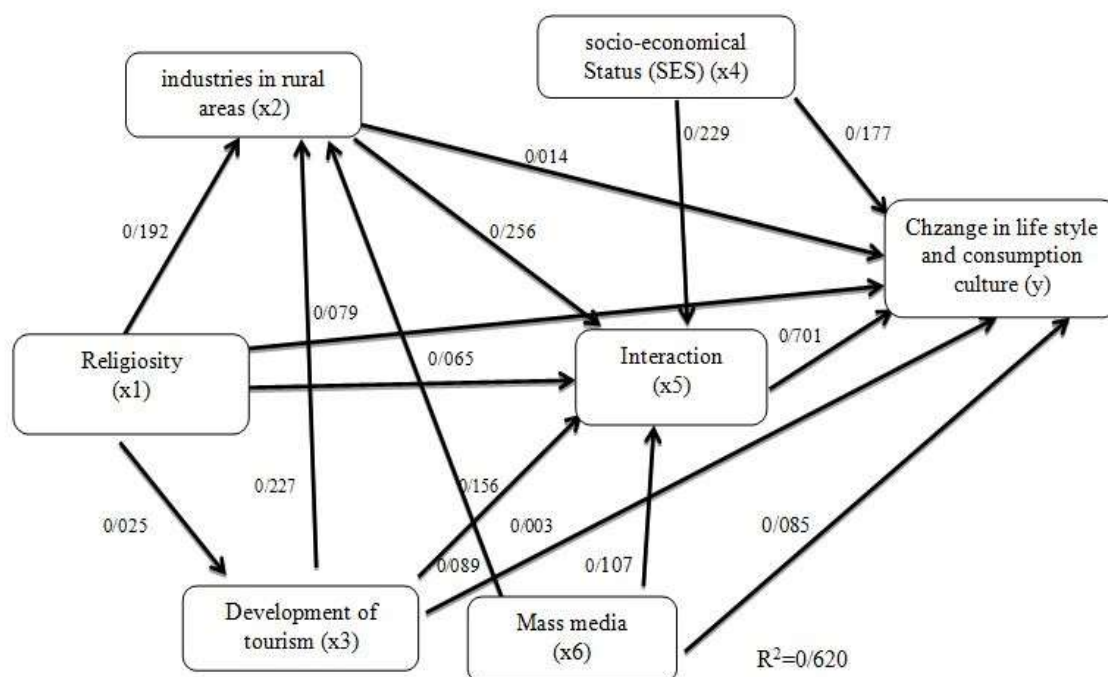 socio-economical
Status (SES) (x4)
industries in rural
areas (x2)
0/229
0/177
0/014
0/192
0/256
Chzange in life style
and consumption
culture (y)
0/079
Religiosity
(x1)
0/065
Interaction
(x5)
0/701
0/227
0/156
0/025
0/003
0/085
0/089
0/107
Development of
tourism (x3)
Mass media
(x6)
R²=0/620